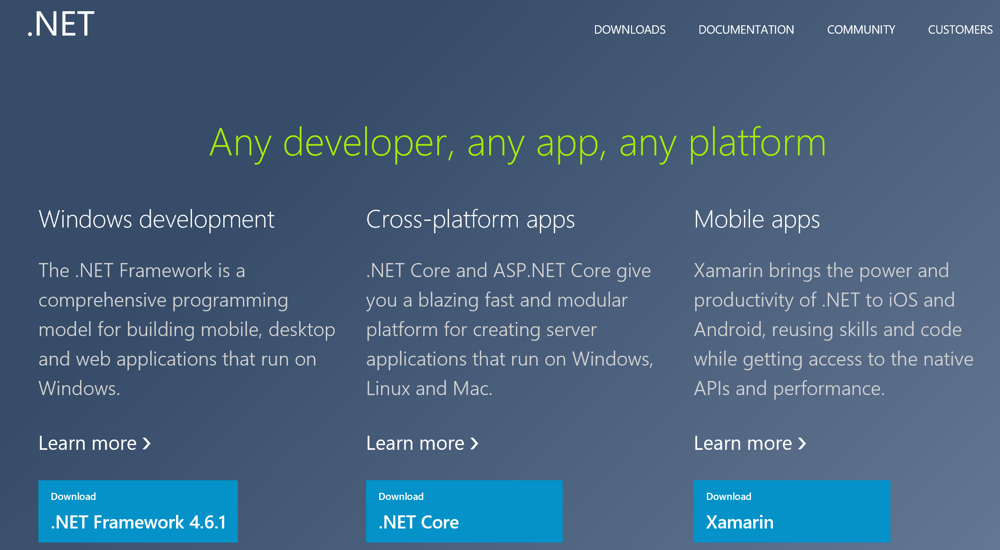 .NET
DOWNLOADS DOCUMENTATION COMMUNITY CUSTOMERS
Any developer, any app, any platform
Windows development
The .NET Framework is a
comprehensive programming
model for building mobile, desktop
and web applications that run on
Windows.
Learn more ›
Download
.NET Framework 4.6.1
Cross-platform apps
.NET Core and ASP.NET Core give
you a blazing fast and modular
platform for creating server
applications that run on Windows,
Linux and Mac.
Learn more ›
Download
.NET Core
Mobile apps
Xamarin brings the power and
productivity of .NET to iOS and
Android, reusing skills and code
while getting access to the native
APIs and performance.
Learn more ›
Download
Xamarin